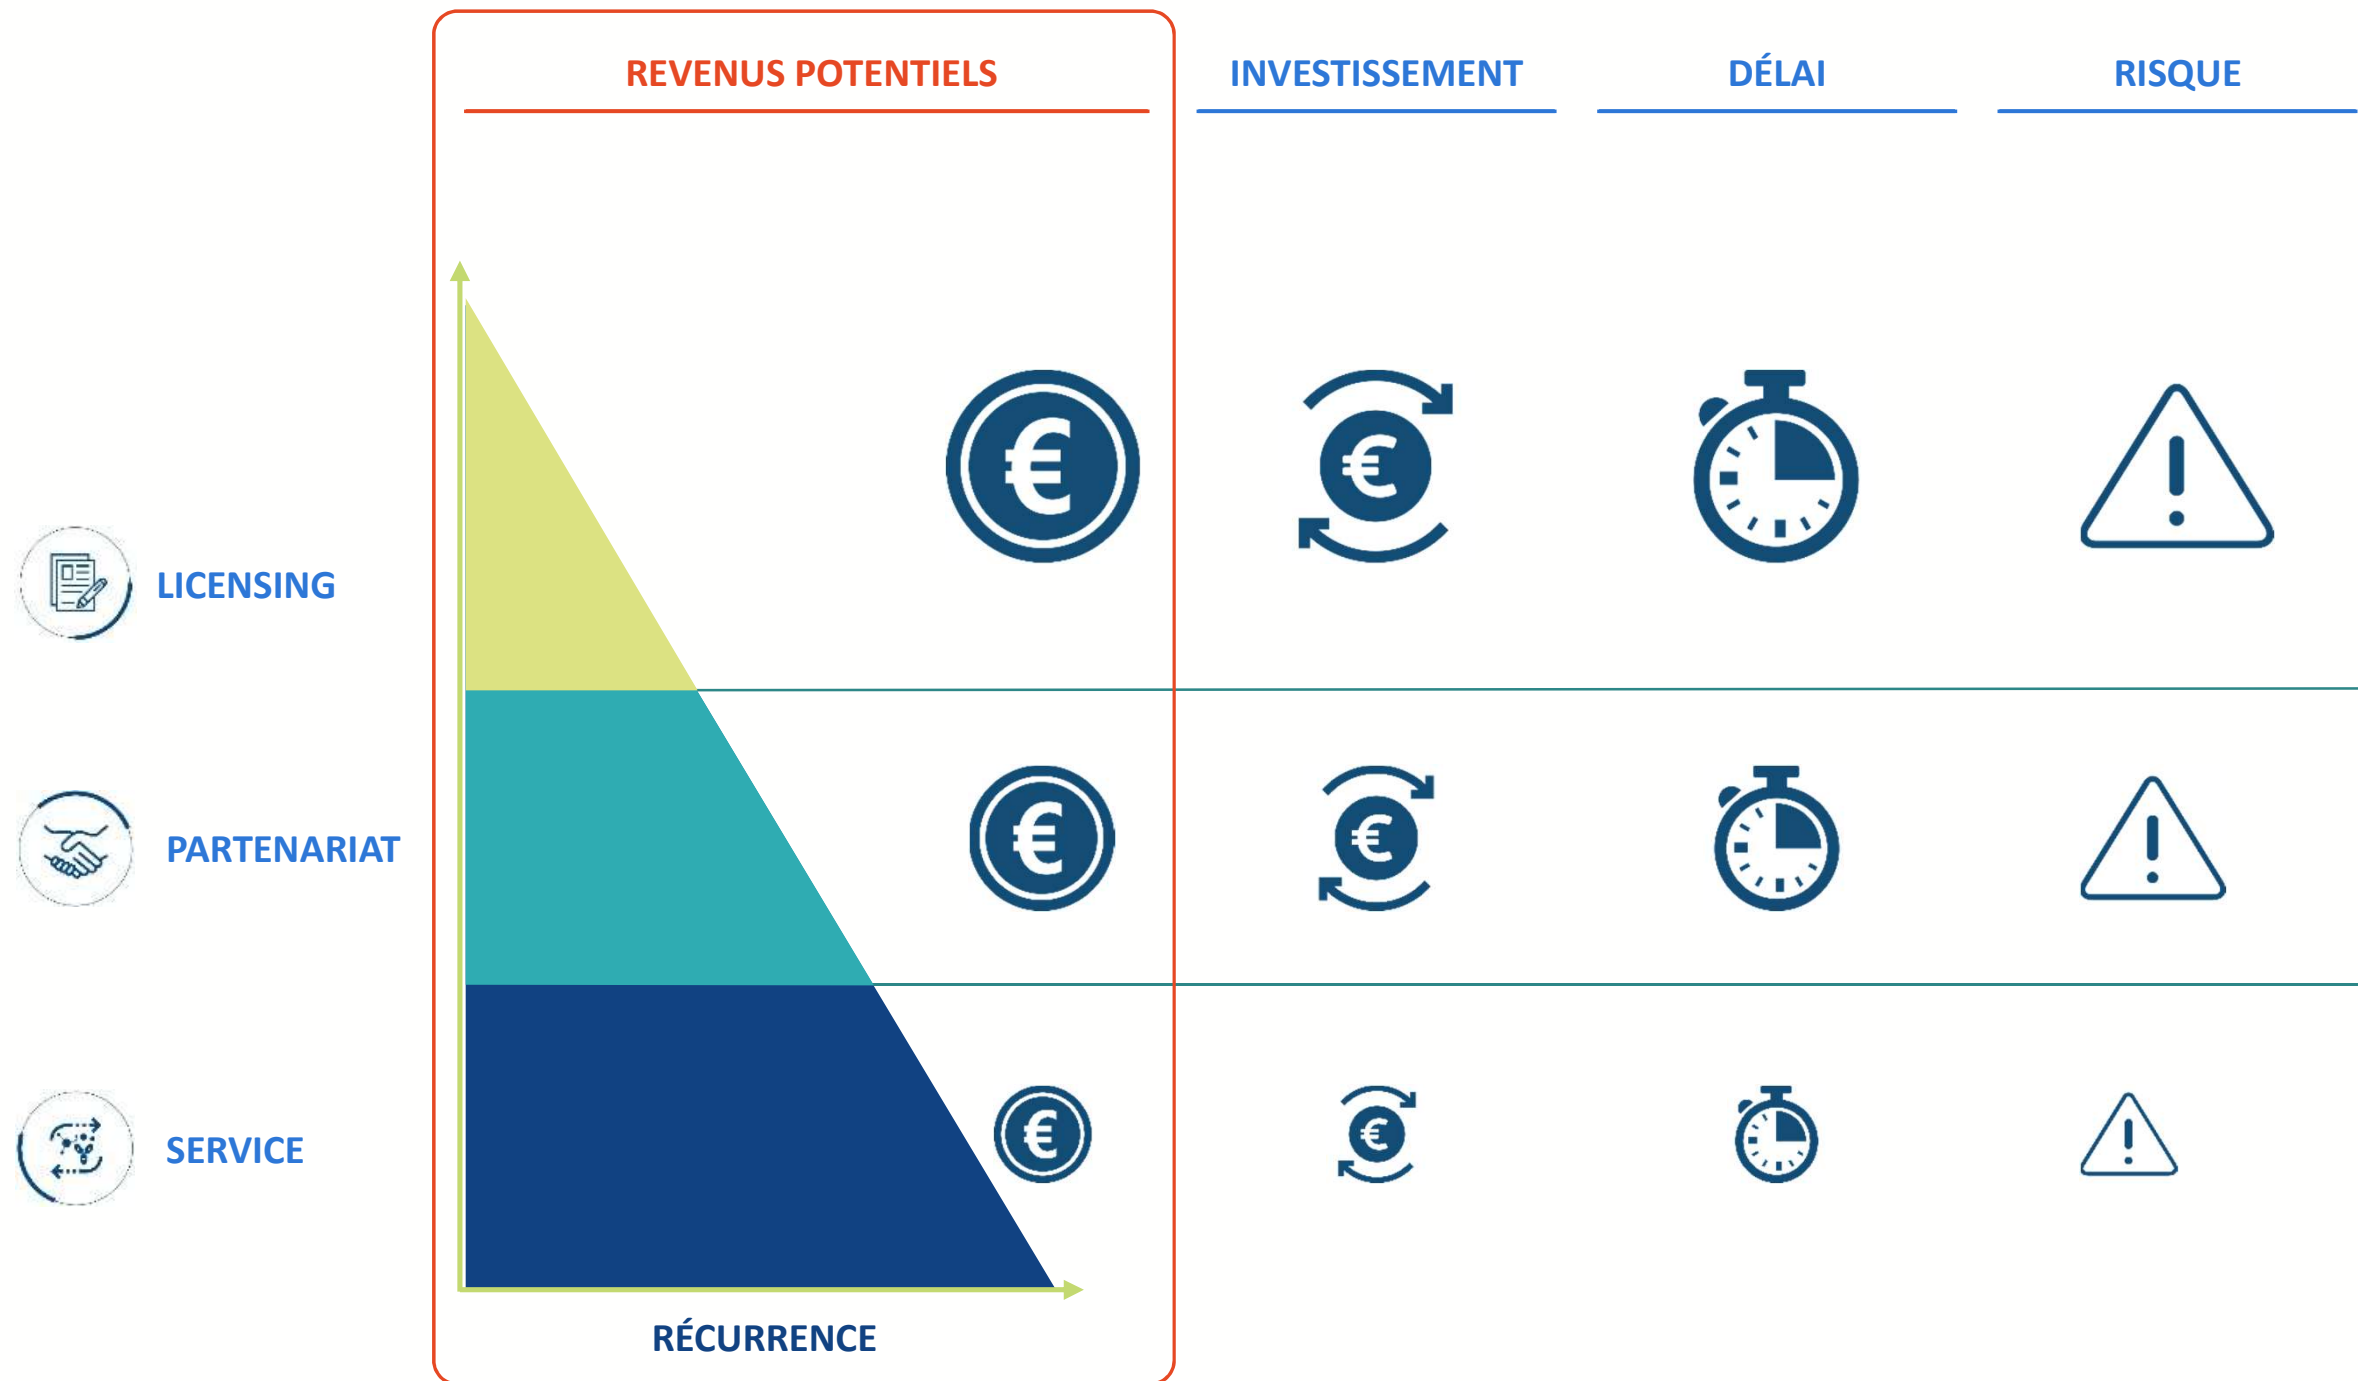 REVENUS POTENTIELS
INVESTISSEMENT
DÉLAI
RISQUE
€
€
!
LICENSING
€
€
!
PARTENARIAT
€
€
!
SERVICE
RÉCURRENCE